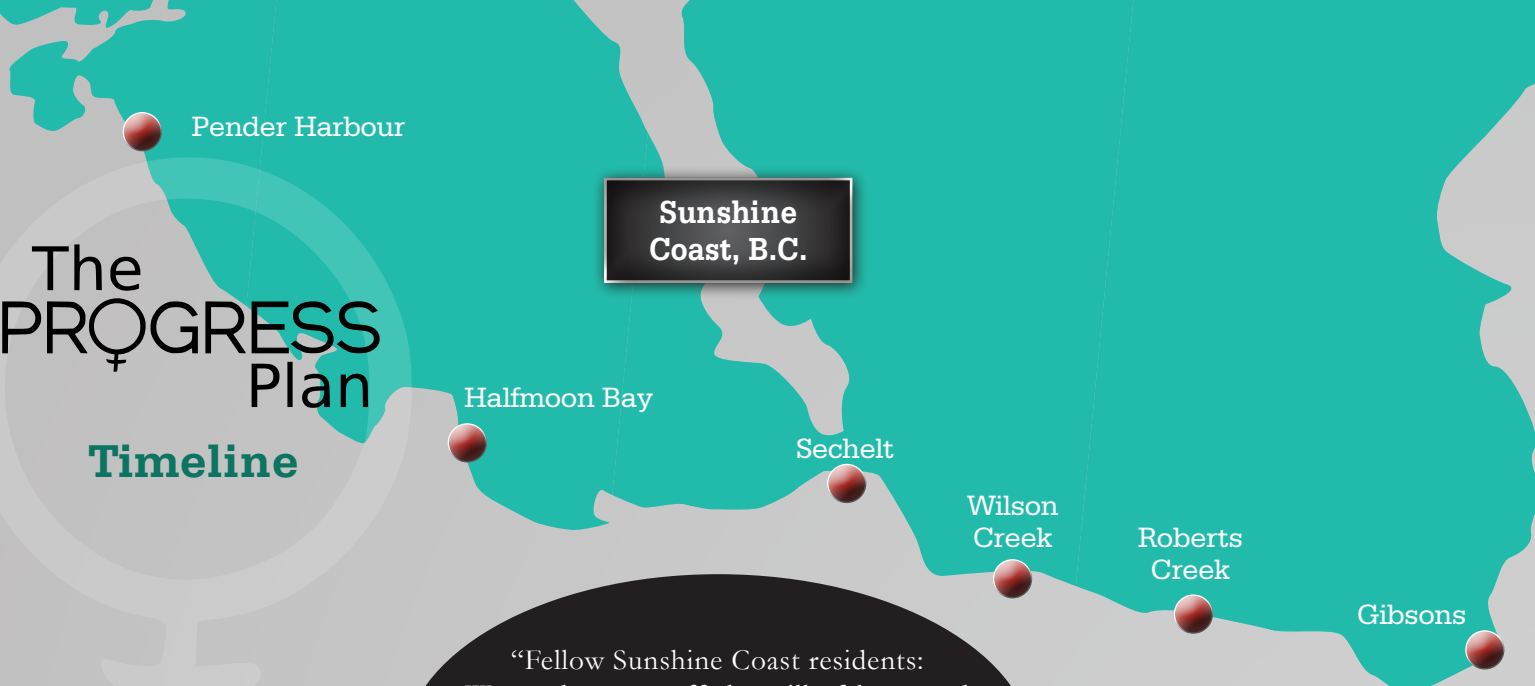 Pender Harbour
Sunshine
Coast, B.C.
The
PROGRESS
Plan
Timeline
Halfmoon Bay
Sechelt
Wilson
Creek
Roberts
Creek
Gibsons
“Fellow Sunshine Coast residents: